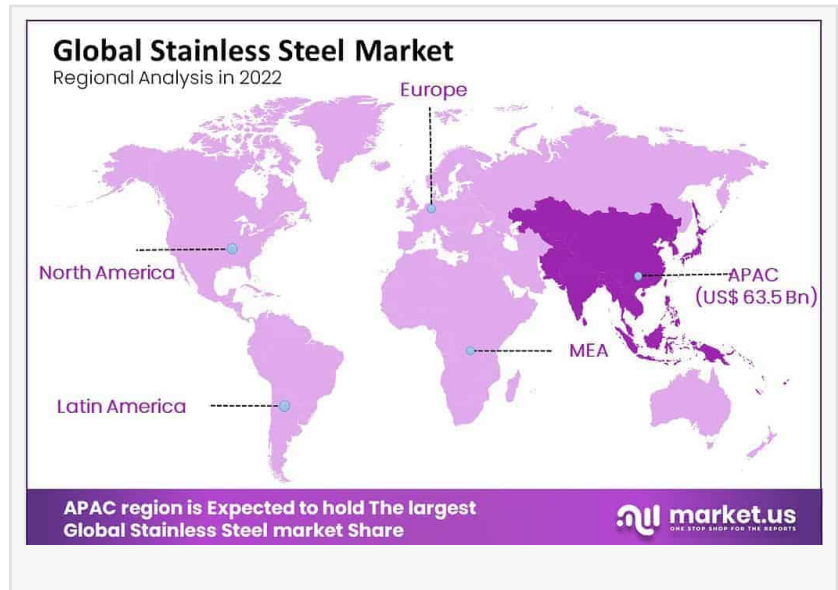 Global Stainless Steel Market
Regional Analysis in 2022
Europe
North America
APAC
(US$ 63.5 Bn)
MEA
Latin America
APAC region is Expected to hold The largest
Global Stainless Steel market Share
market.us
ONE STOP SHOP FOR THE REPORTS